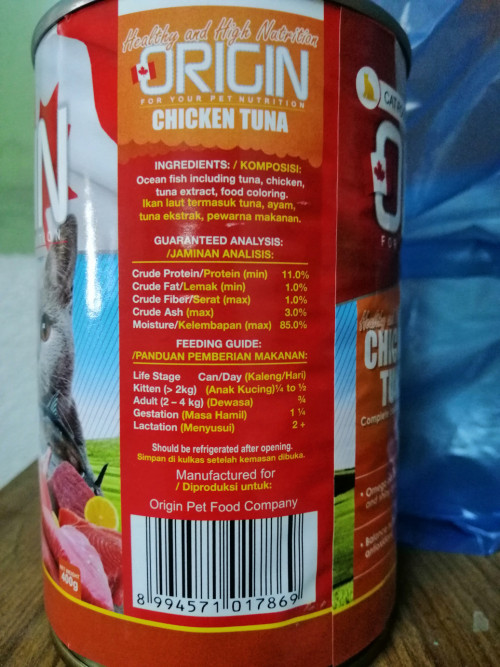 Healthy and High Nutrition
ORIGIN
FOR YOUR PET NUTRITION
CHICKEN TUNA
INGREDIENTS: / KOMPOSISI:
Ocean fish including tuna, chicken,
tuna extract, food coloring.
Ikan laut termasuk tuna, ayam,
tuna ekstrak, pewarna makanan.
GUARANTEED ANALYSIS:
/JAMINAN ANALISIS:
Crude Protein/Protein (min) 11.0%
Crude Fat/Lemak (min) 1.0%
Crude Fiber/Serat (max) 1.0%
Crude Ash (max) 3.0%
Moisture/Kelembapan (max) 85.0%
FEEDING GUIDE:
/PANDUAN PEMBERIAN MAKANAN:
Life Stage Can/Day (Kaleng/Hari)
Kitten (> 2kg) (Anak Kucing)¼ to ½
Adult (2 – 4 kg) (Dewasa) ¾
Gestation (Masa Hamil) 1 ¼
Lactation (Menyusui) 2 +
Should be refrigerated after opening.
Simpan di kulkas setelah kemasan dibuka.
Manufactured for
/ Diproduksi untuk:
Origin Pet Food Company
8 994571 017869
NET WEIGHT
400g